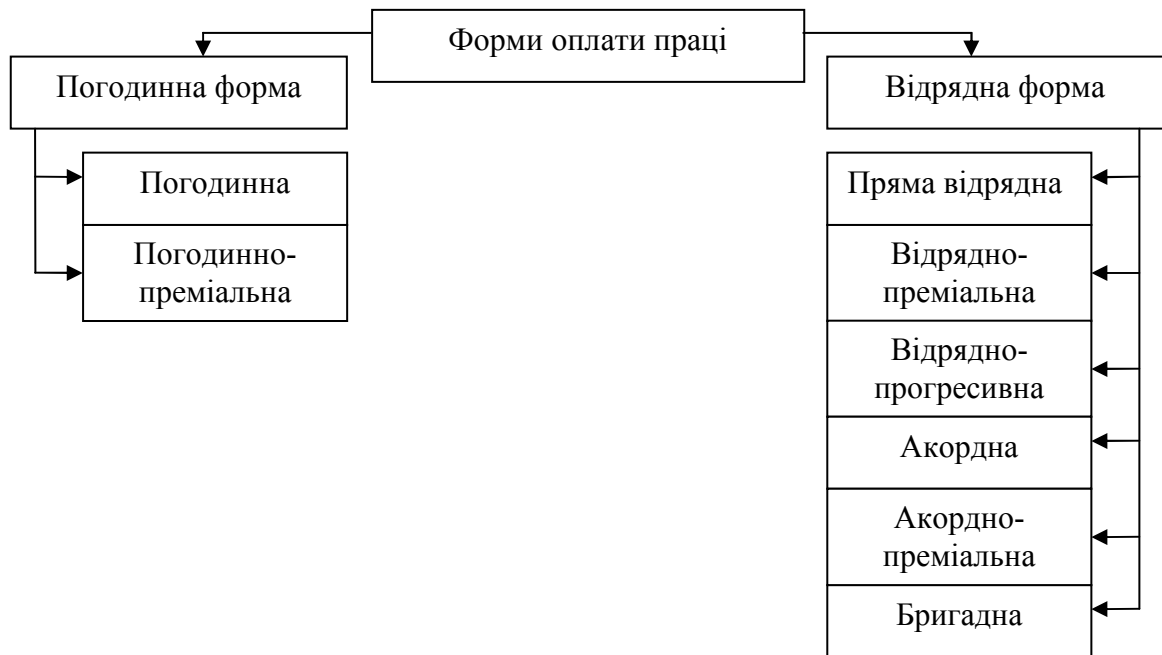 Форми оплати праці
Погодинна форма
Відрядна форма
Погодинна
Погодинно-
преміальна
Пряма відрядна
Відрядно-
преміальна
Відрядно-
прогресивна
Акордна
Акордно-
преміальна
Бригадна